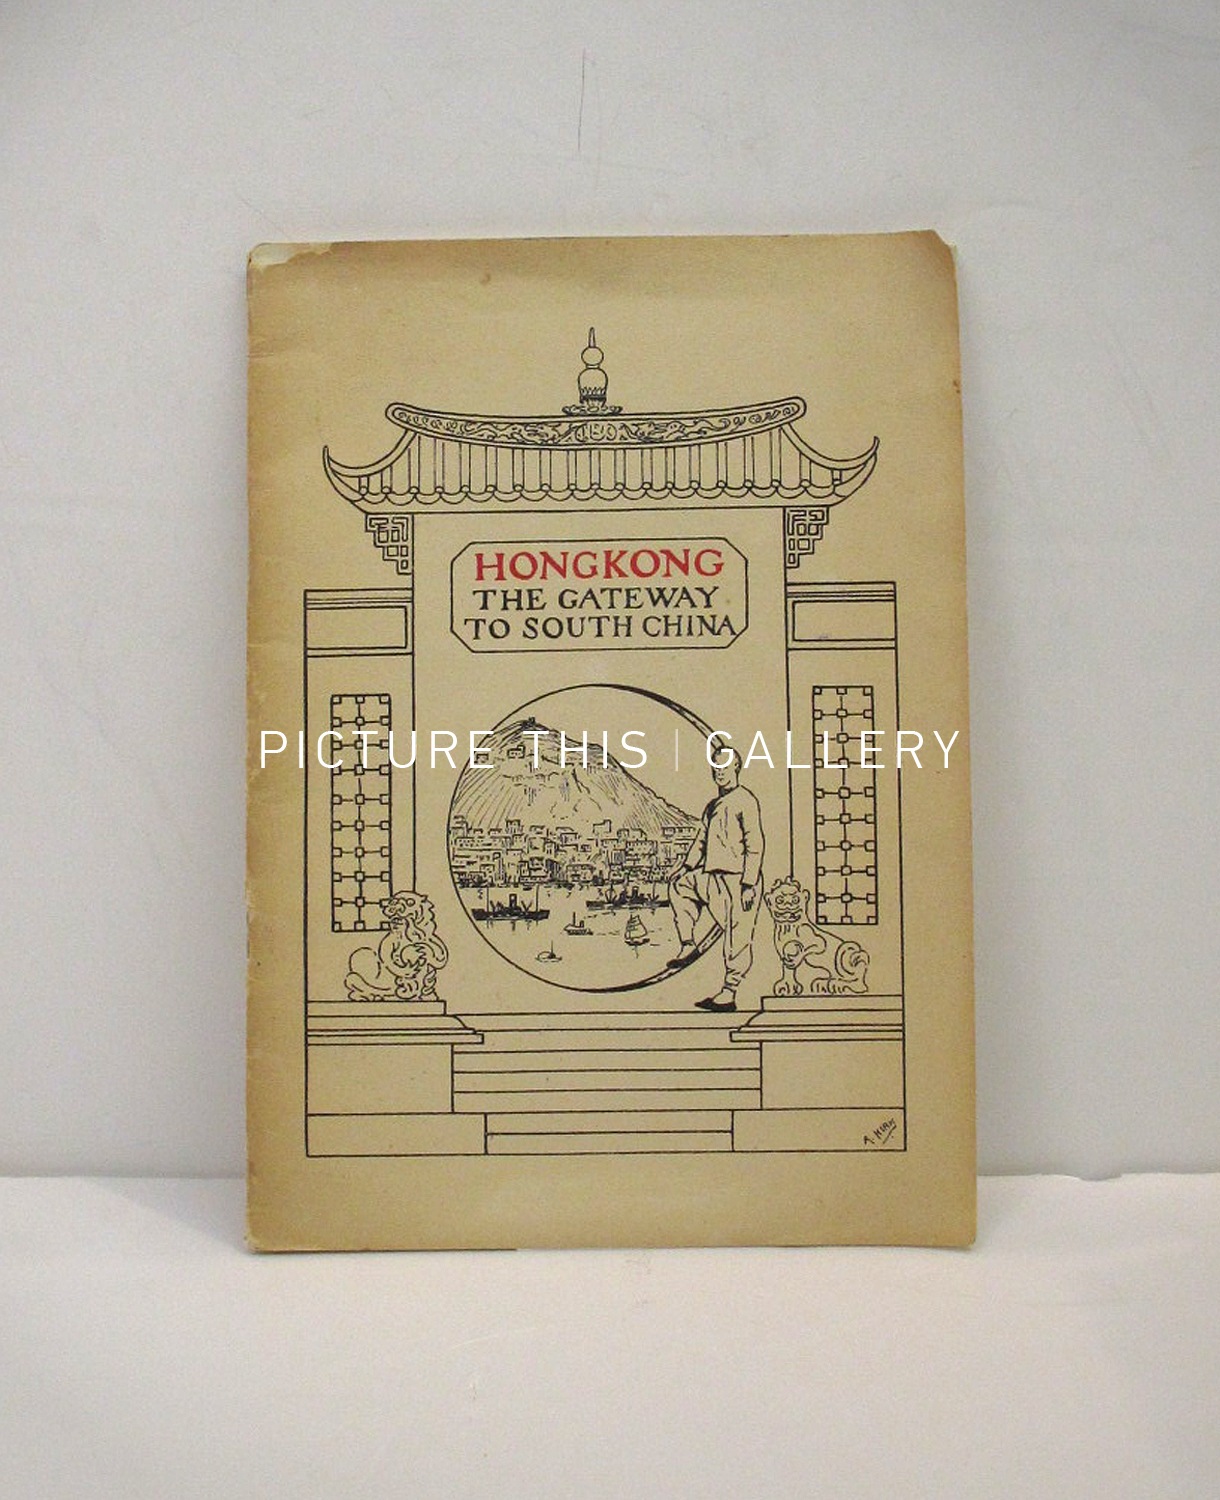 HONGKONG
THE GATEWAY
TO SOUTH CHINA
PICTURE THIS | GALLERY